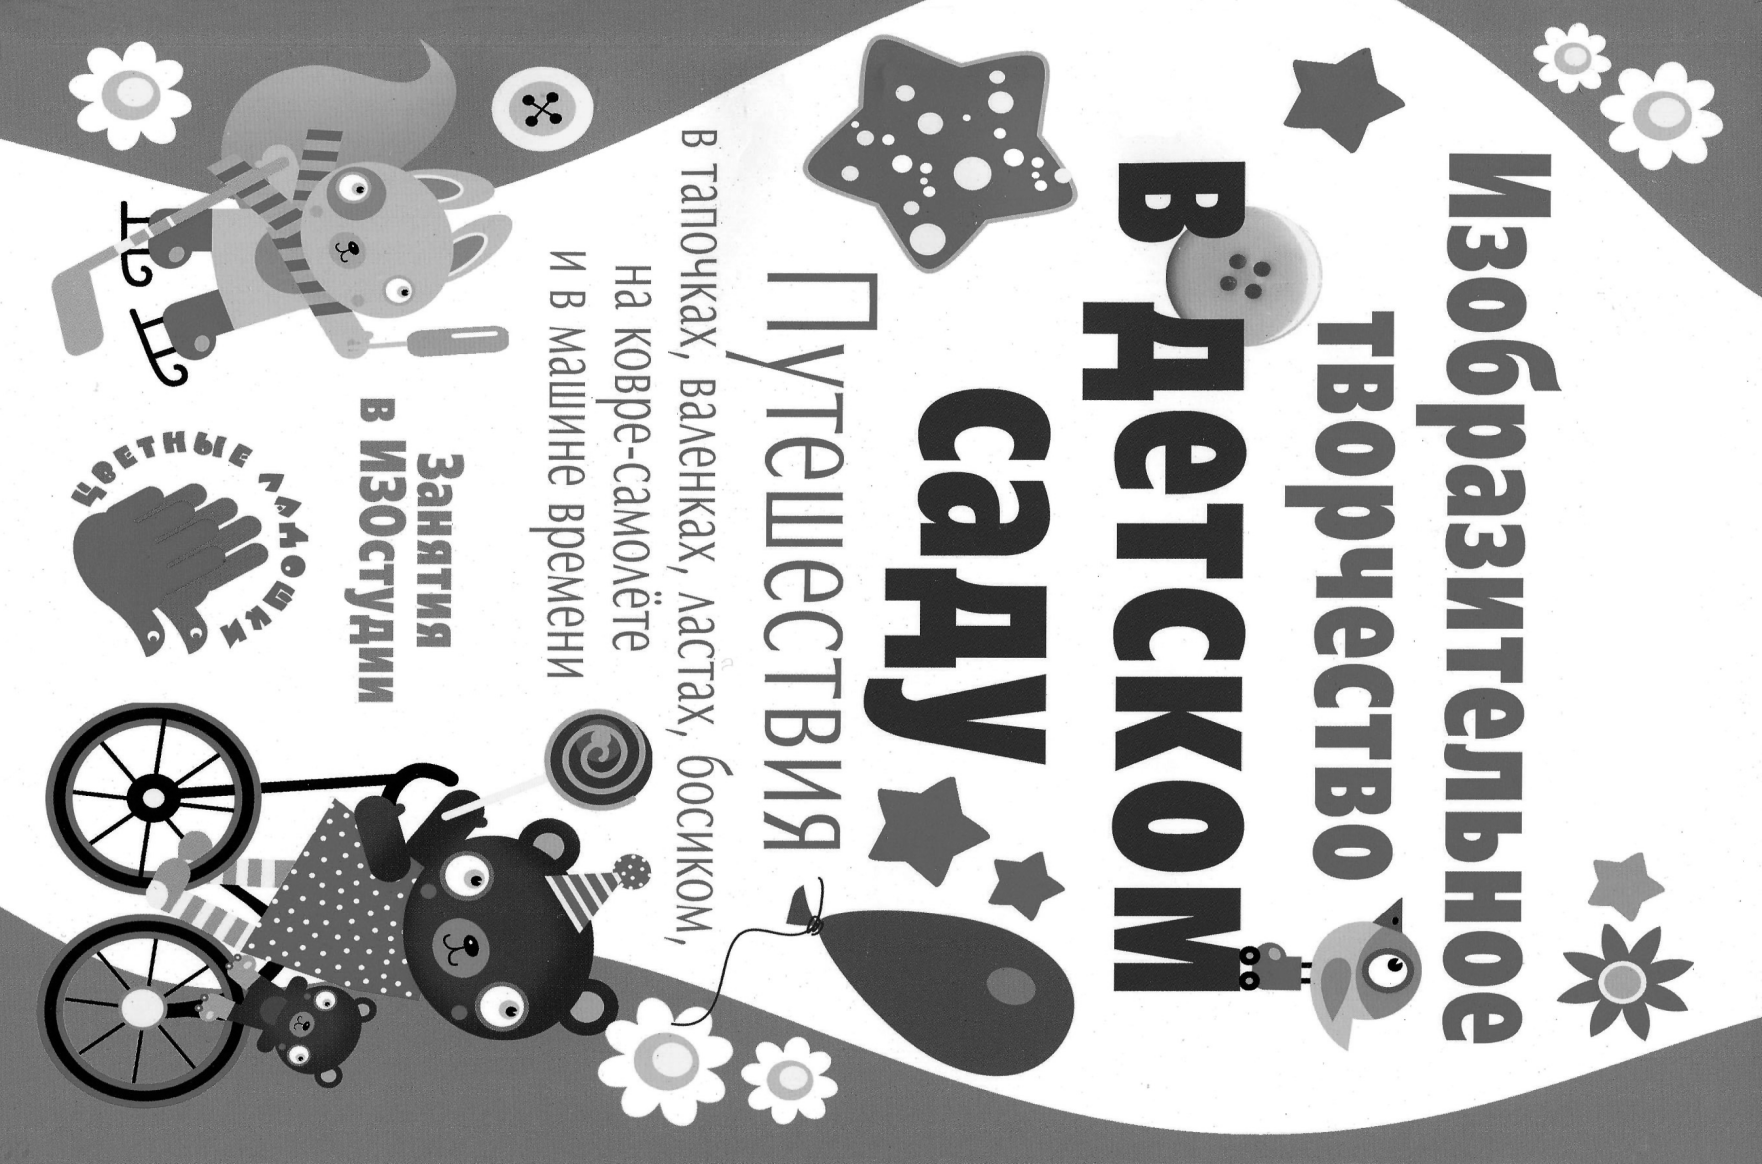 Изобразительное
творчество
в детском
саду
Путешествия
в тапочках, валенках, ластах, босиком,
на ковре-самолёте
и в машине времени
Занятия
в ИЗОстудии
ЦВЕТНЫЕ ЛАДОШКИ